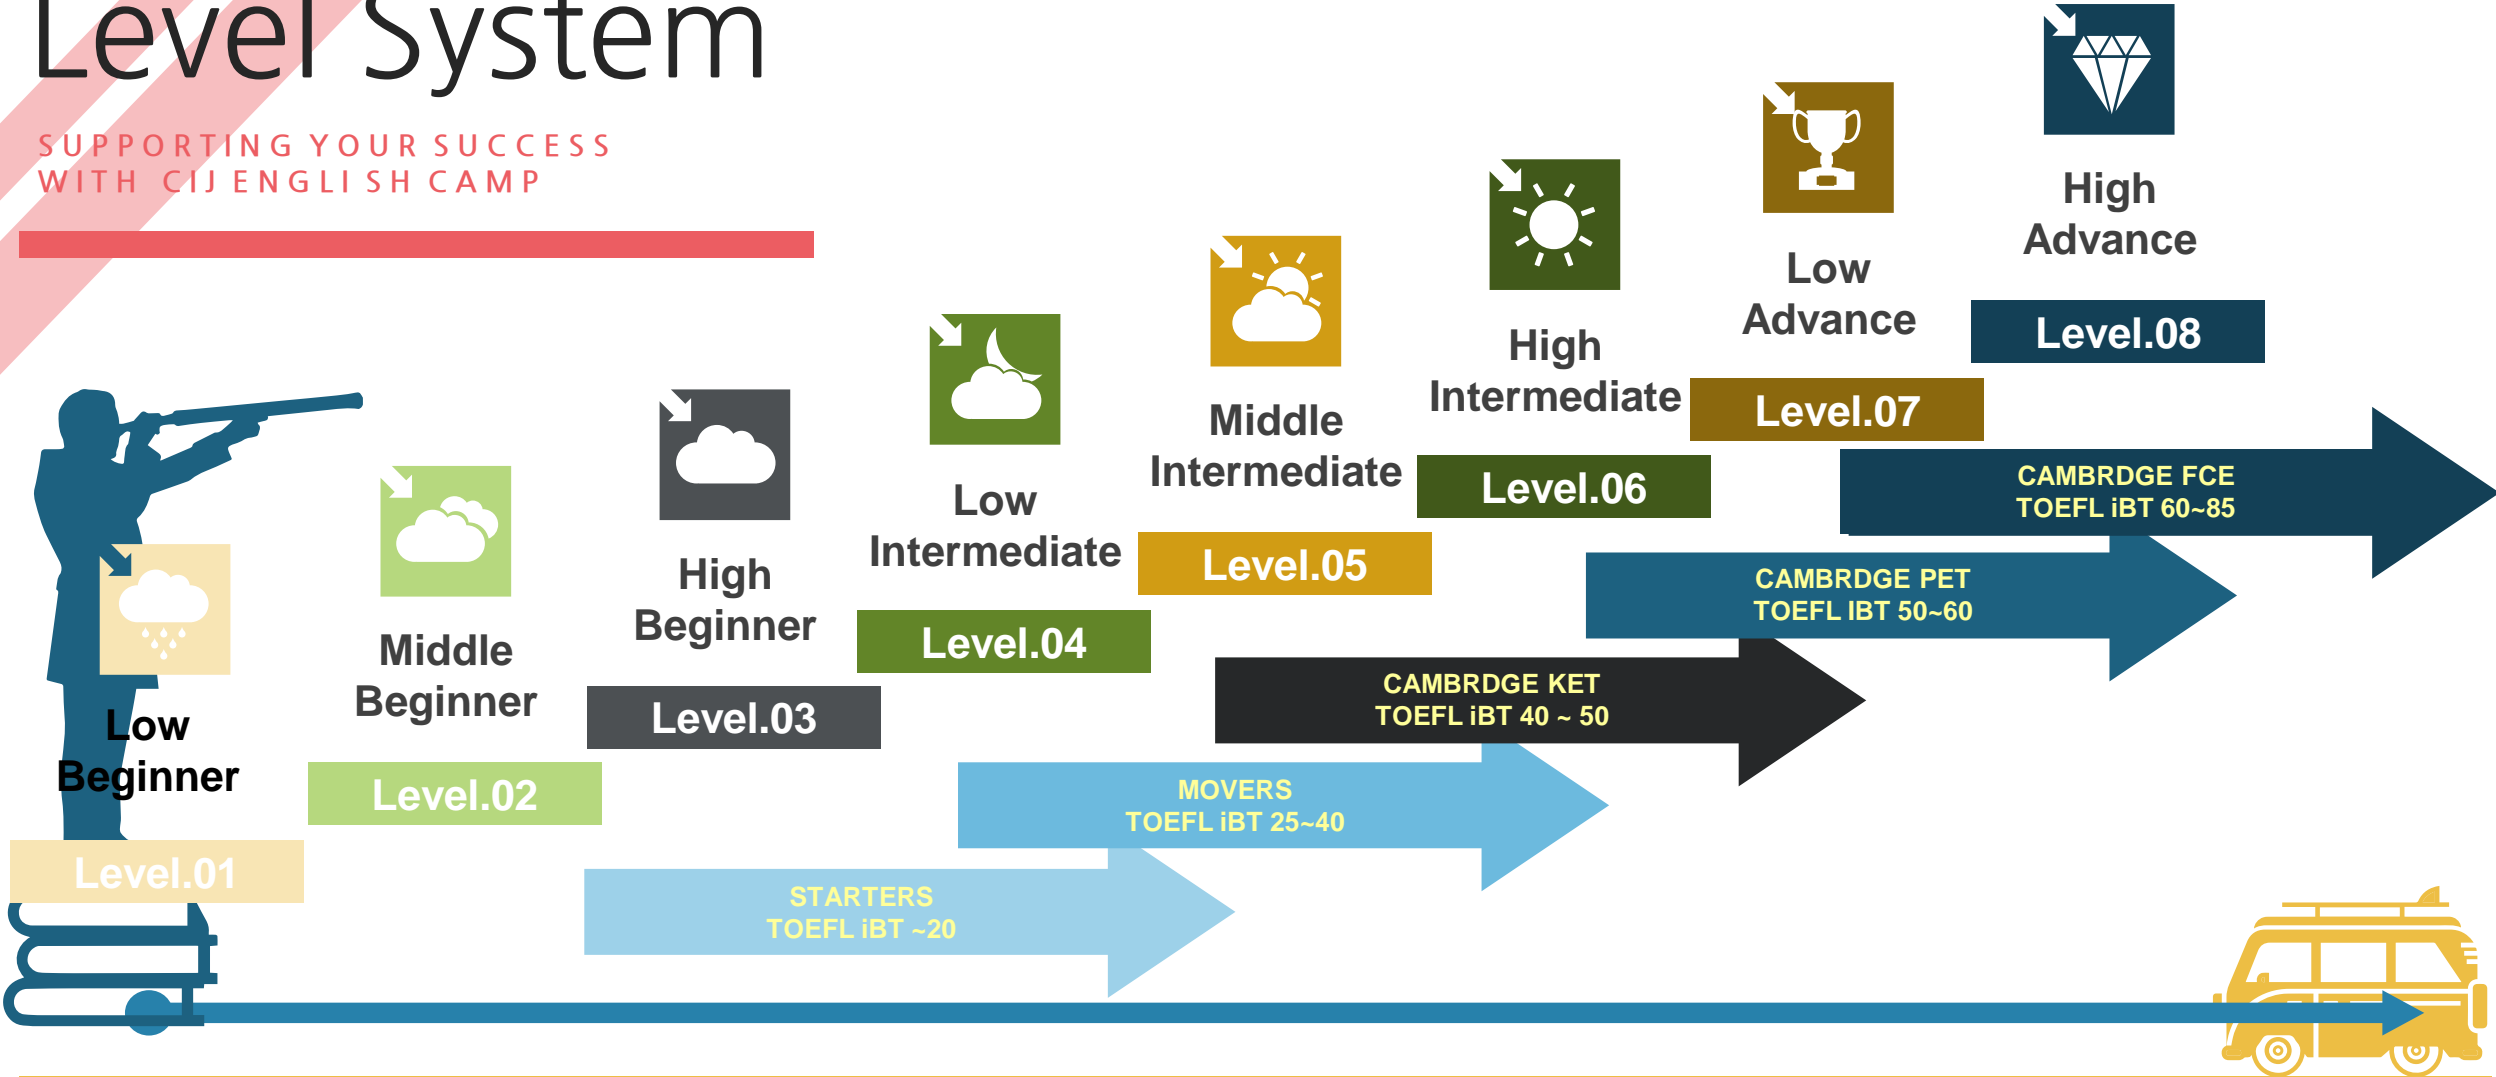 Level System
SUPPORTING YOUR SUCCESS
WITH CIJ ENGLISH CAMP
Low
Beginner
Level.01
Middle
Beginner
Level.02
High
Beginner
Level.03
Low
Intermediate
Level.04
Middle
Intermediate
Level.05
High
Intermediate
Level.06
Low
Advance
Level.07
High
Advance
Level.08
CAMBRDGE FCE
TOEFL iBT 60~85
CAMBRDGE PET
TOEFL IBT 50~60
CAMBRDGE KET
TOEFL iBT 40 ~ 50
MOVERS
TOEFL iBT 25~40
STARTERS
TOEFL iBT ~20